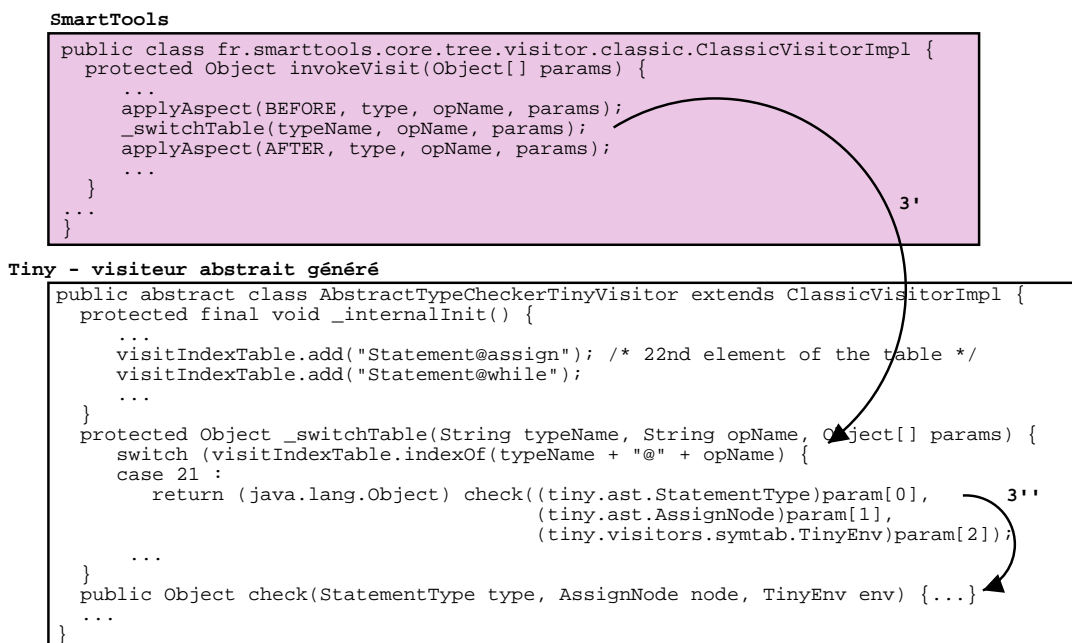 SmartTools
public class fr.smarttools.core.tree.visitor.classic.ClassicVisitorImpl {
protected Object invokeVisit(Object[] params) {
...
applyAspect(BEFORE, type, opName, params);
_switchTable(typeName, opName, params);
applyAspect(AFTER, type, opName, params);
...
}
3'
...
}
Tiny - visiteur abstrait généré
public abstract class AbstractTypeCheckerTinyVisitor extends ClassicVisitorImpl {
protected final void _internalInit() {
...
visitIndexTable.add("Statement@assign"); /* 22nd element of the table */
visitIndexTable.add("Statement@while");
...
}
protected Object _switchTable(String typeName, String opName, Object[] params) {
switch (visitIndexTable.indexOf(typeName + "@" + opName) {
case 21 :
return (java.lang.Object) check((tiny.ast.StatementType)param[0], 3''
(tiny.ast.AssignNode)param[1],
(tiny.visitors.symtab.TinyEnv)param[2]);
...
}
public Object check(StatementType type, AssignNode node, TinyEnv env) {...}
...
}